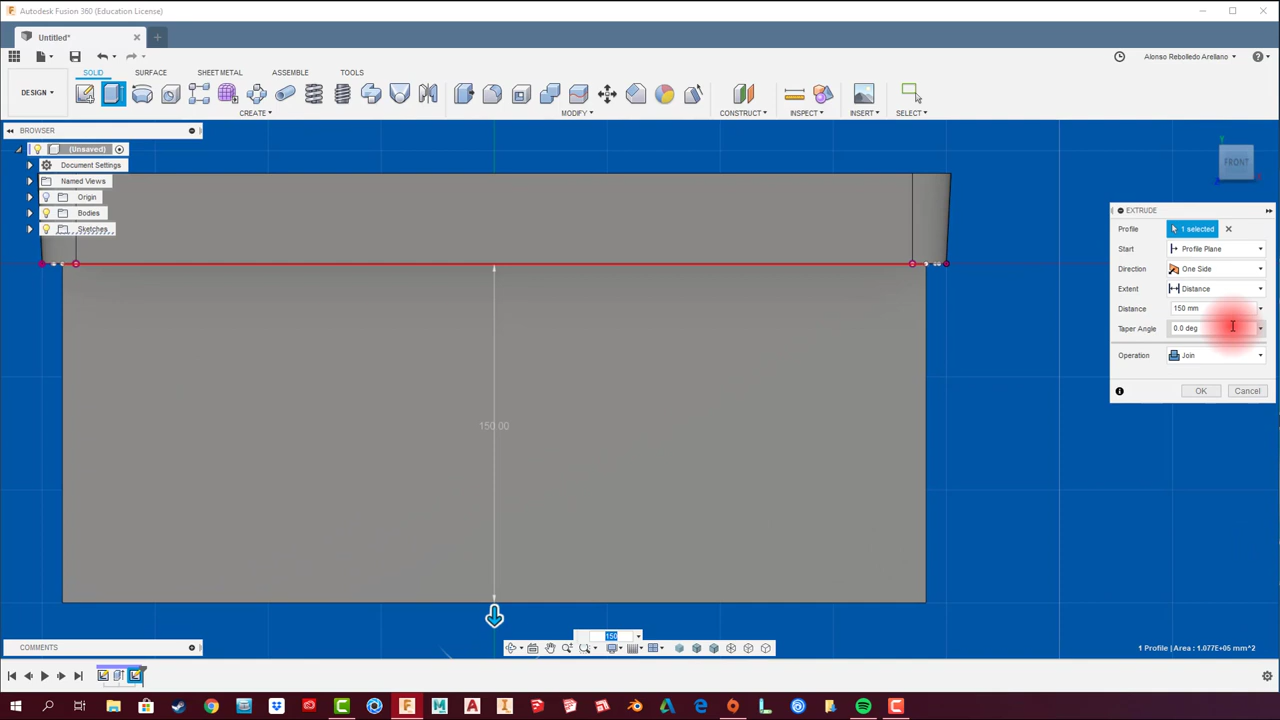 Autodesk Fusion 360 (Education License)
Untitled*
Alonso Rebolledo Arellano
SOLID SURFACE SHEET METAL ASSEMBLE TOOLS
DESIGN
CREATE MODIFY CONSTRUCT INSPECT INSERT SELECT
BROWSER
(Unsaved)
Document Settings
Named Views
Origin
Bodies
Sketches
FRONT
EXTRUDE
Profile 1 selected
Start Profile Plane
Direction One Side
Extent Distance
Distance 150 mm
Taper Angle 0.0 deg
Operation Join
OK Cancel
150.00
150
COMMENTS
1 Profile | Area : 1.077E+05 mm^2